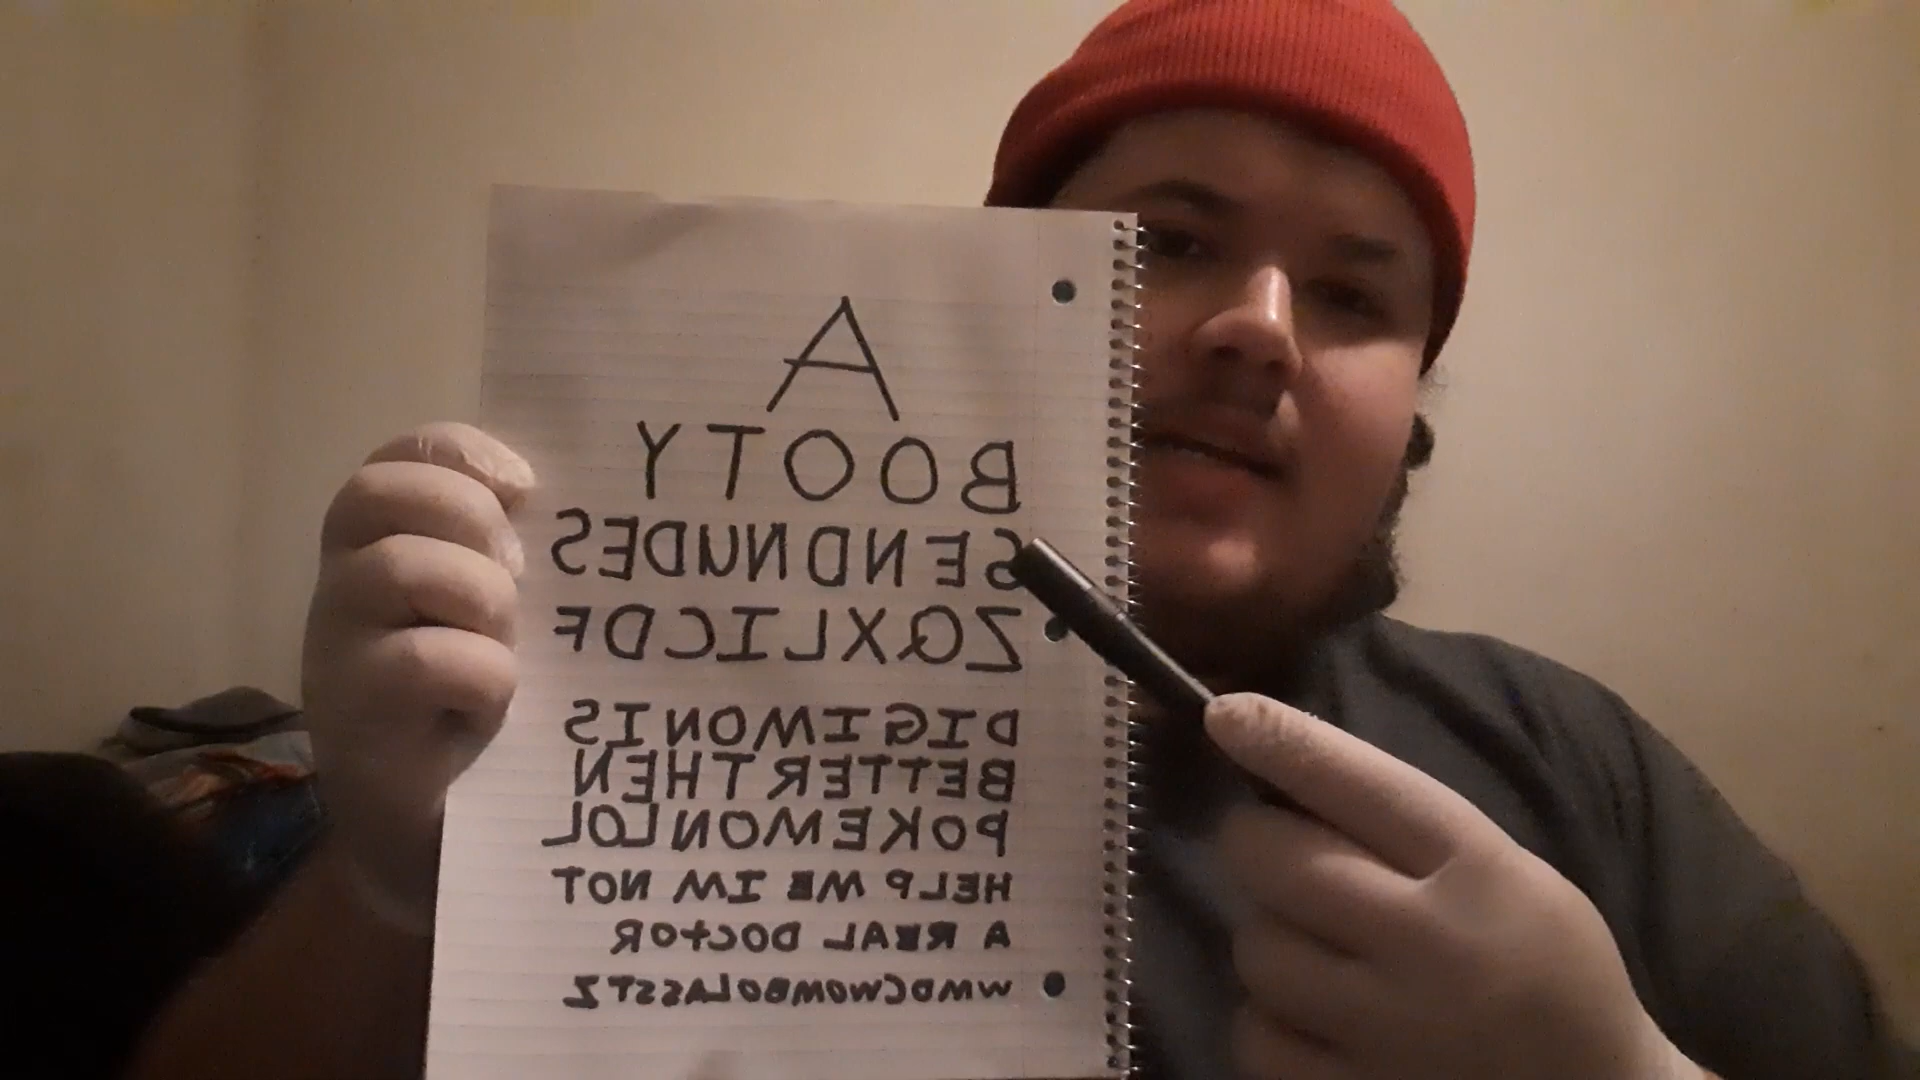 A
BOOTY
SENDNUDES
ZQXLICDF
DIGIMONIS
BETTERTHEN
POKEMONLOL
HELP ME IM NOT
A REAL DOCTOR